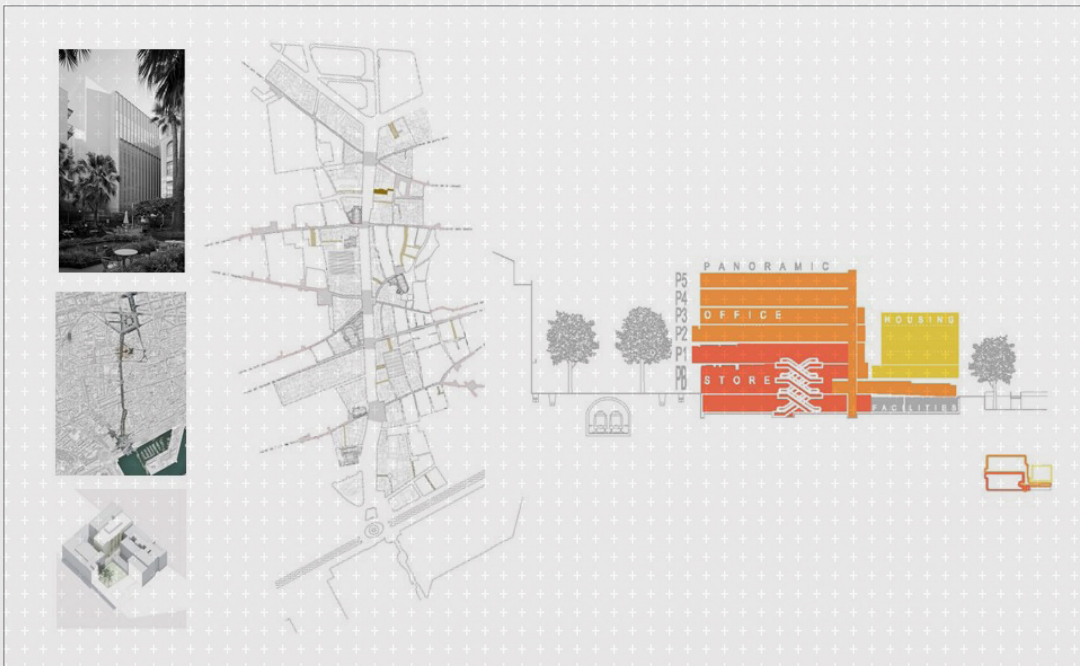 PANORAMIC
P5
P4
P3 OFFICE
P2
HOUSING
P1
PB STORE
FACILITIES